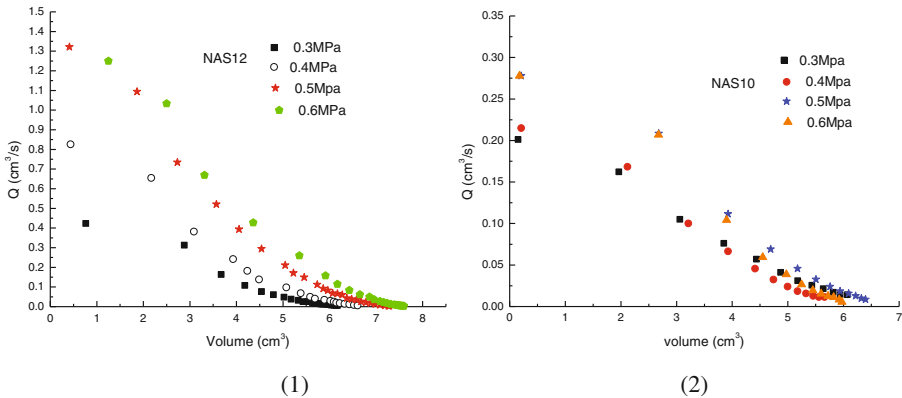 NAS12
0.3MPa
0.4MPa
0.5MPa
0.6MPa
Q (cm³/s)
1.5
1.4
1.3
1.2
1.1
1.0
0.9
0.8
0.7
0.6
0.5
0.4
0.3
0.2
0.1
0.0
0 1 2 3 4 5 6 7 8
Volume (cm³)
(1)
NAS10
0.3Mpa
0.4Mpa
0.5Mpa
0.6Mpa
Q (cm³/s)
0.35
0.30
0.25
0.20
0.15
0.10
0.05
0.00
0 1 2 3 4 5 6 7
volume (cm³)
(2)